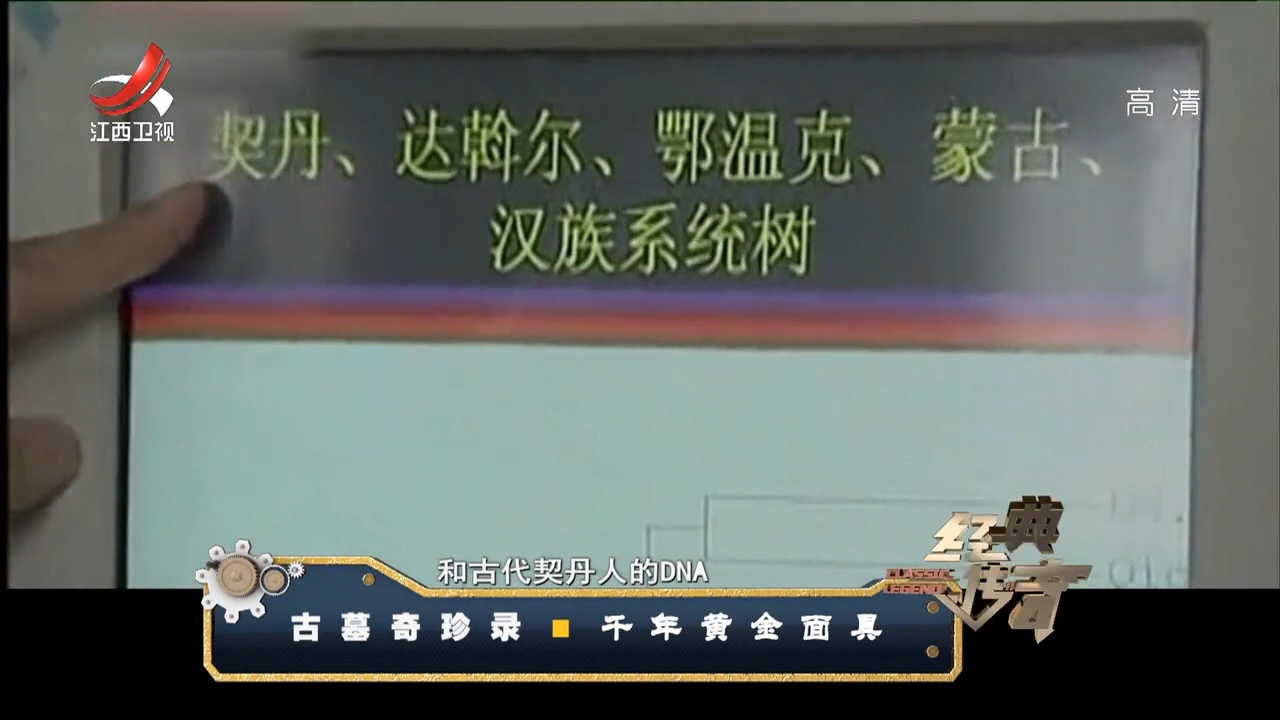 江西卫视
高清
契丹、达斡尔、鄂温克、蒙古、
汉族系统树
经典
传奇
CLASSIC
LEGEND
和古代契丹人的DNA
古墓奇珍录 千年黄金面具